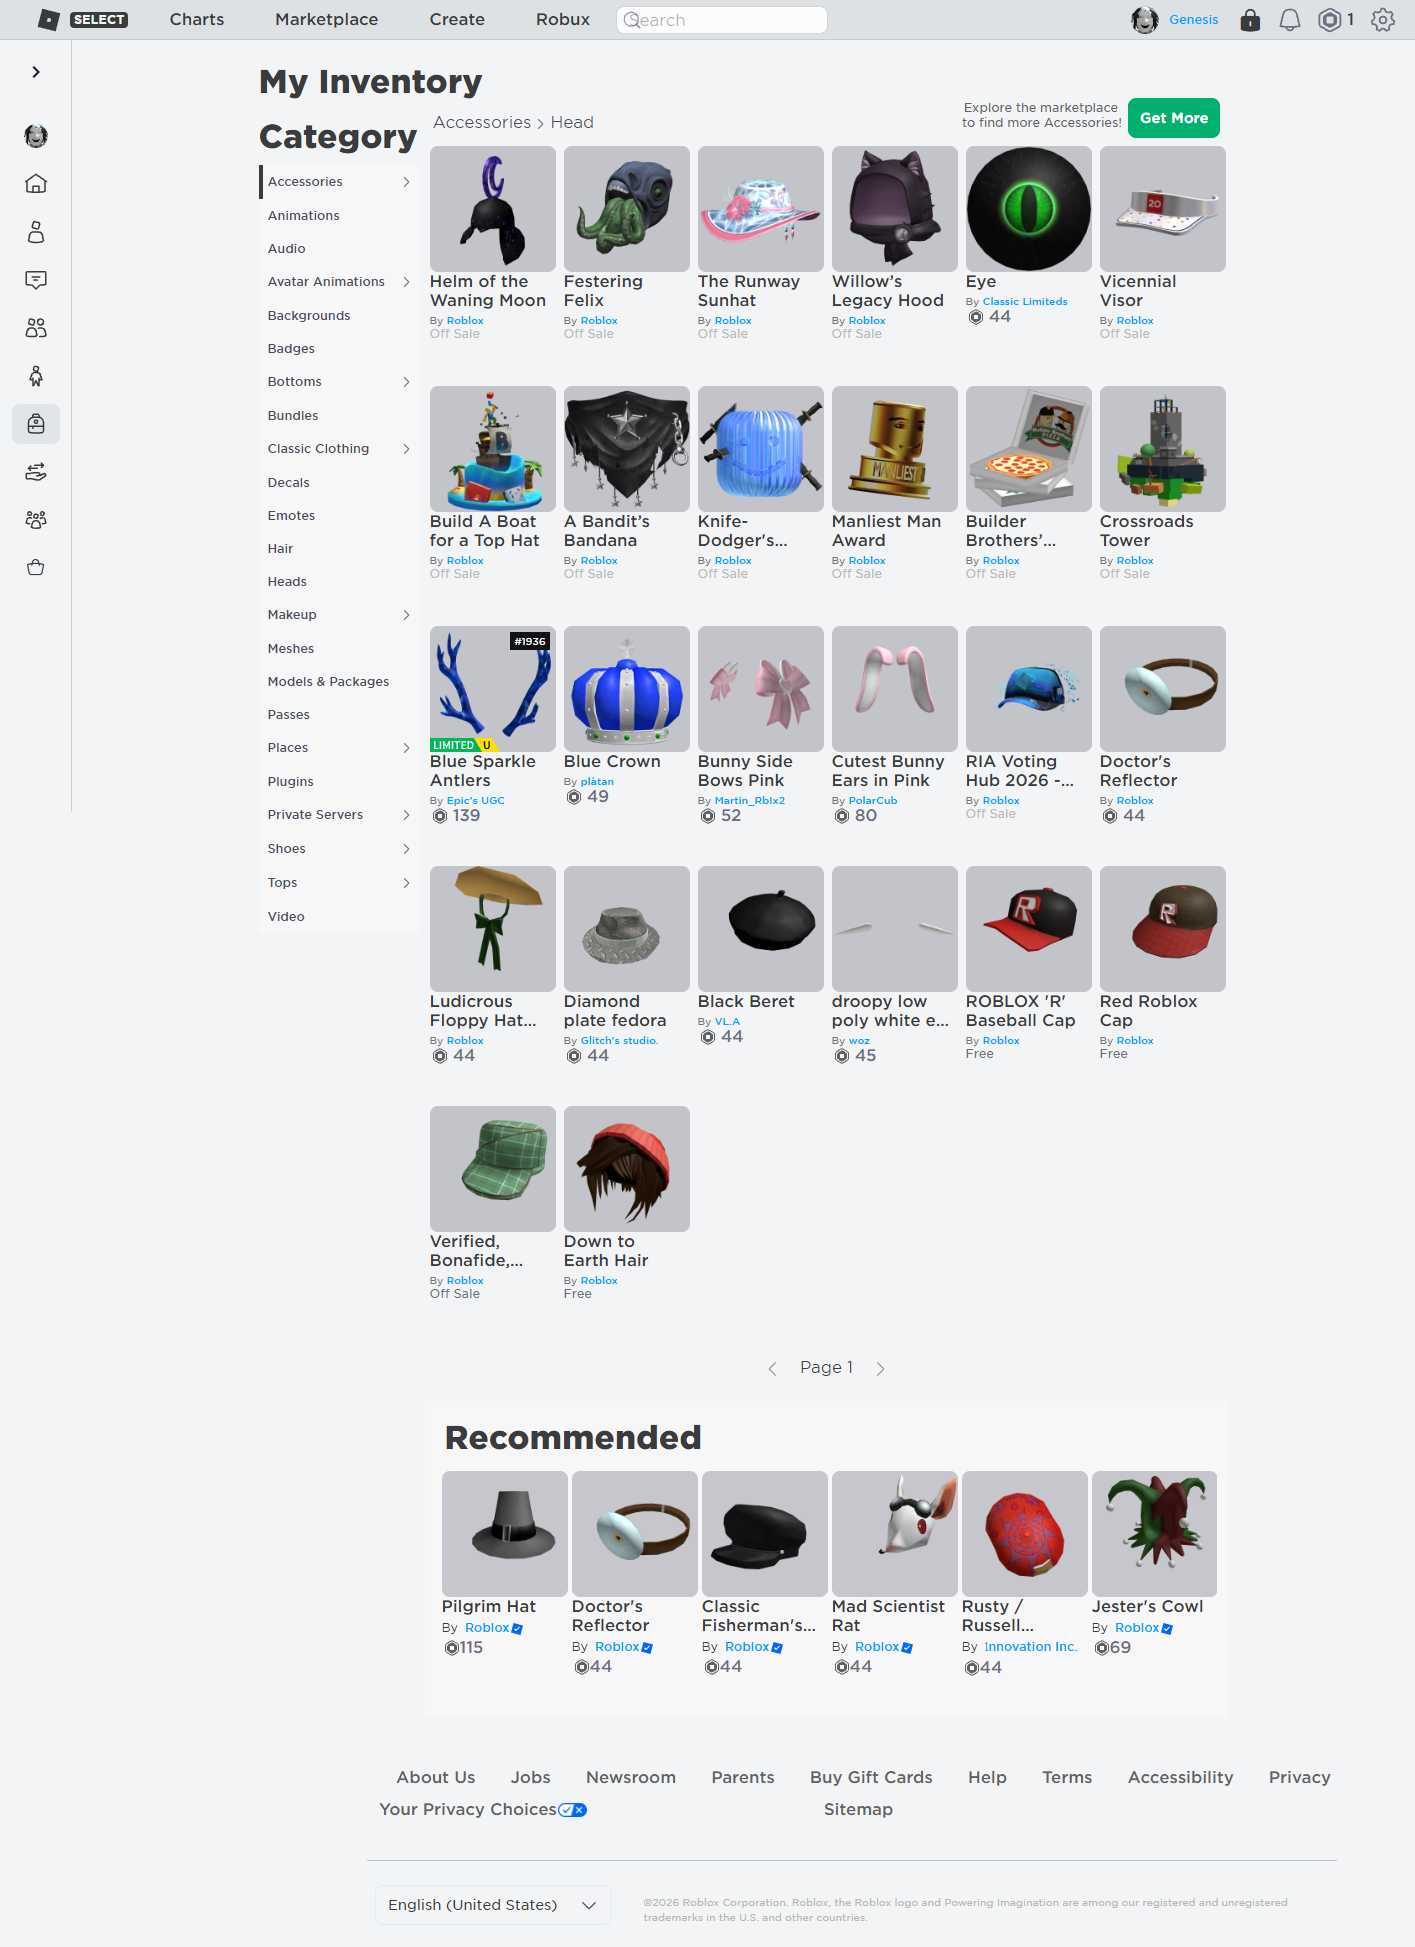 SELECT
Charts
Marketplace
Create
Robux
Search
Genesis
1
My Inventory
Category
Accessories
Animations
Audio
Avatar Animations
Backgrounds
Badges
Bottoms
Bundles
Classic Clothing
Decals
Emotes
Hair
Heads
Makeup
Meshes
Models & Packages
Passes
Places
Plugins
Private Servers
Shoes
Tops
Video
Accessories > Head
Explore the marketplace
to find more Accessories!
Get More
Helm of the
Waning Moon
By Roblox
Off Sale
Festering
Felix
By Roblox
Off Sale
The Runway
Sunhat
By Roblox
Off Sale
Willow’s
Legacy Hood
By Roblox
Off Sale
Eye
By Classic Limiteds
44
20
Vicennial
Visor
By Roblox
Off Sale
B
Build A Boat
for a Top Hat
By Roblox
Off Sale
A Bandit’s
Bandana
By Roblox
Off Sale
Knife-
Dodger's...
By Roblox
Off Sale
MANLIEST
Manliest Man
Award
By Roblox
Off Sale
Builder
Brothers’...
By Roblox
Off Sale
Crossroads
Tower
By Roblox
Off Sale
#1936
LIMITED U
Blue Sparkle
Antlers
By Epic's UGC
139
Blue Crown
By plàtan
49
Bunny Side
Bows Pink
By Martin_Rblx2
52
Cutest Bunny
Ears in Pink
By PolarCub
80
RIA Voting
Hub 2026 -...
By Roblox
Off Sale
Doctor's
Reflector
By Roblox
44
Ludicrous
Floppy Hat...
By Roblox
44
Diamond
plate fedora
By Glitch's studio.
44
Black Beret
By VL.A
44
droopy low
poly white e...
By woz
45
R
ROBLOX 'R'
Baseball Cap
By Roblox
Free
R
Red Roblox
Cap
By Roblox
Free
Verified,
Bonafide,...
By Roblox
Off Sale
Down to
Earth Hair
By Roblox
Free
Page 1
Recommended
Pilgrim Hat
By Roblox
115
Doctor's
Reflector
By Roblox
44
Classic
Fisherman's...
By Roblox
44
Mad Scientist
Rat
By Roblox
44
Rusty /
Russell...
By Innovation Inc.
44
Jester's Cowl
By Roblox
69
About Us
Jobs
Newsroom
Parents
Buy Gift Cards
Help
Terms
Accessibility
Privacy
Your Privacy Choices
Sitemap
English (United States)
©2026 Roblox Corporation. Roblox, the Roblox logo and Powering Imagination are among our registered and unregistered
trademarks in the U.S. and other countries.